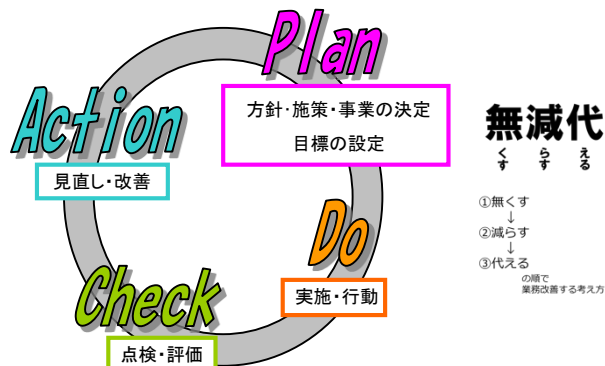 Plan
方針･施策・事業の決定
目標の設定
Do
実施・行動
Check
点検・評価
Action
見直し・改善
無減代
くす らす える
①無くす
↓
②減らす
↓
③代える
の順で
業務改善する考え方